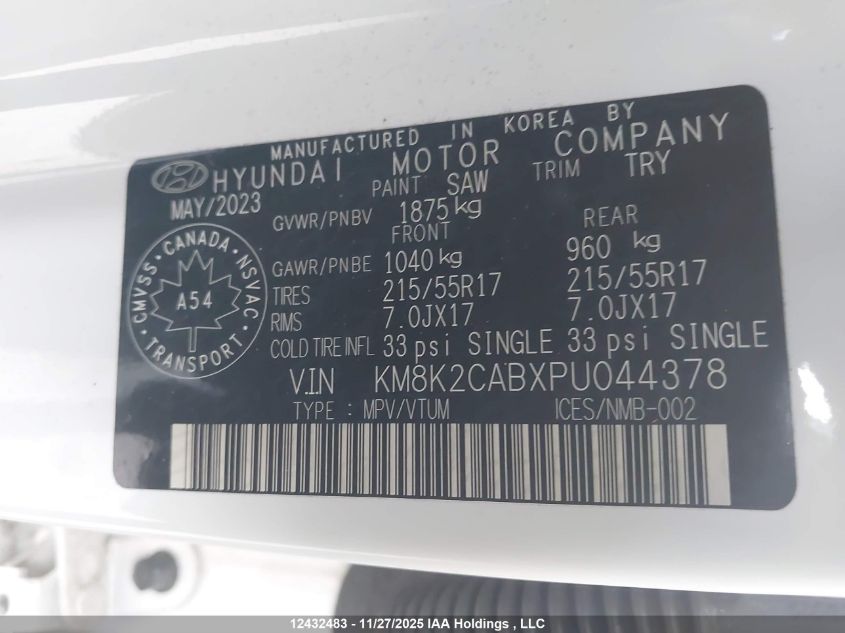 MANUFACTURED IN KOREA BY
HYUNDAI MOTOR COMPANY
MAY/2023 PAINT SAW TRIM TRY
GVWR/PNBV 1875 kg
FRONT REAR
GAWR/PNBE 1040 kg 960 kg
TIRES 215/55R17 215/55R17
RIMS 7.0JX17 7.0JX17
COLD TIRE INFL 33 psi SINGLE 33 psi SINGLE
CMVSS • CANADA • NSVAC
A54
• TRANSPORT •
V.I.N KM8K2CABXPU044378
TYPE : MPV/VTUM ICES/NMB-002
12432483 - 11/27/2025 IAA Holdings , LLC